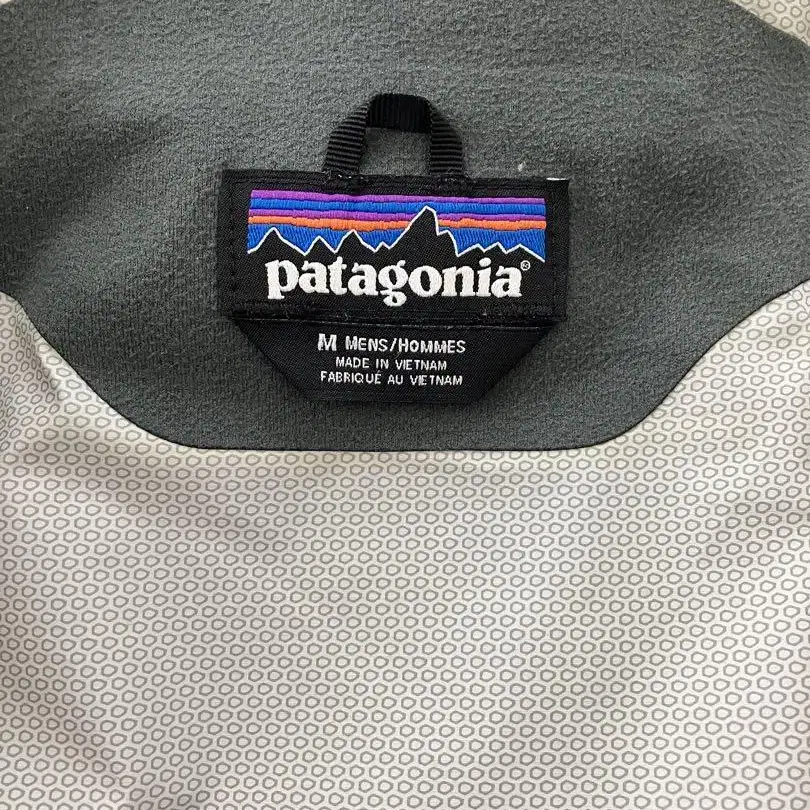 patagonia®
M MENS/HOMMES
MADE IN VIETNAM
FABRIQUÉ AU VIETNAM